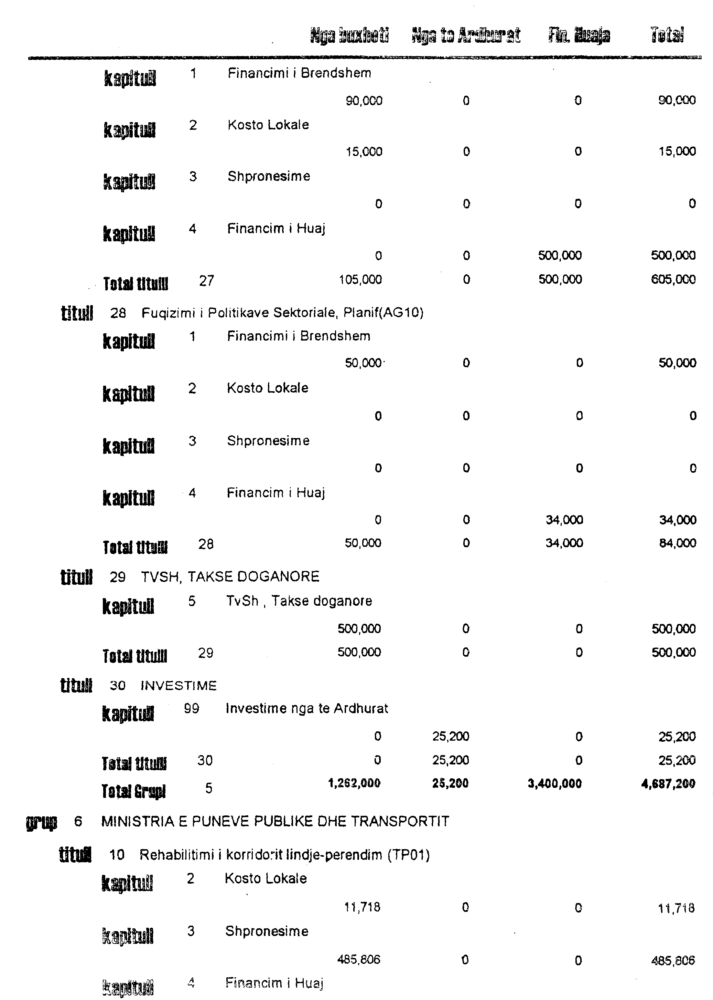 Nga buxheti Nga te Ardhurat Fin. Huaja Total
kapitull 1 Financimi i Brendshem
90,000 0 0 90,000
kapitull 2 Kosto Lokale
15,000 0 0 15,000
kapitull 3 Shpronesime
0 0 0 0
kapitull 4 Financim i Huaj
0 0 500,000 500,000
Total titulli 27 105,000 0 500,000 605,000
titull 28 Fuqizimi i Politikave Sektoriale, Planif(AG10)
kapitull 1 Financimi i Brendshem
50,000 0 0 50,000
kapitull 2 Kosto Lokale
0 0 0 0
kapitull 3 Shpronesime
0 0 0 0
kapitull 4 Financim i Huaj
0 0 34,000 34,000
Total titulli 28 50,000 0 34,000 84,000
titull 29 TVSH, TAKSE DOGANORE
kapitull 5 TvSh , Takse doganore
500,000 0 0 500,000
Total titulli 29 500,000 0 0 500,000
titull 30 INVESTIME
kapitull 99 Investime nga te Ardhurat
0 25,200 0 25,200
Total titulli 30 0 25,200 0 25,200
Total Grupi 5 1,262,000 25,200 3,400,000 4,687,200
grup 6 MINISTRIA E PUNEVE PUBLIKE DHE TRANSPORTIT
titull 10 Rehabilitimi i korridorit lindje-perendim (TP01)
kapitull 2 Kosto Lokale
11,718 0 0 11,718
kapitull 3 Shpronesime
485,806 0 0 485,806
kapitull 4 Financim i Huaj